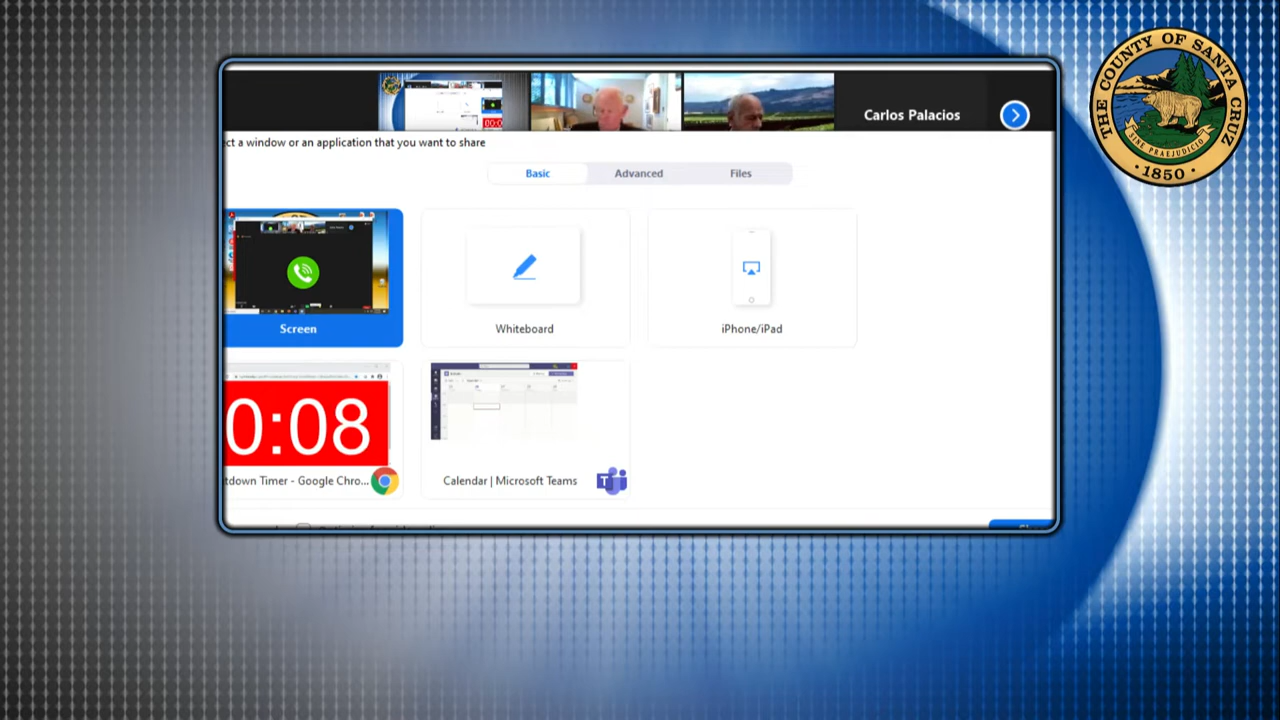 THE COUNTY OF SANTA CRUZ
SINE PRAEJUDICIO
• 1850 •
Carlos Palacios
ct a window or an application that you want to share
Basic
Advanced
Files
Screen
Whiteboard
iPhone/iPad
0:08
tdown Timer - Google Chro...
Calendar | Microsoft Teams